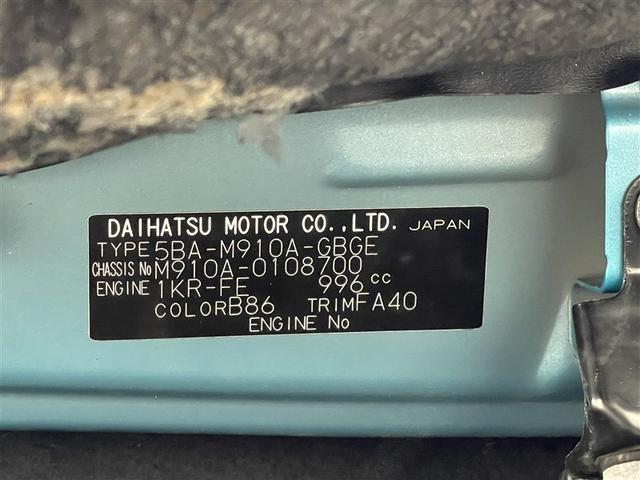 DAIHATSU MOTOR CO.,LTD. JAPAN
TYPE 5BA-M910A-GBGE
CHASSIS No M910A-0108700
ENGINE 1KR-FE 996 cc
COLOR B86 TRIM FA40
ENGINE No